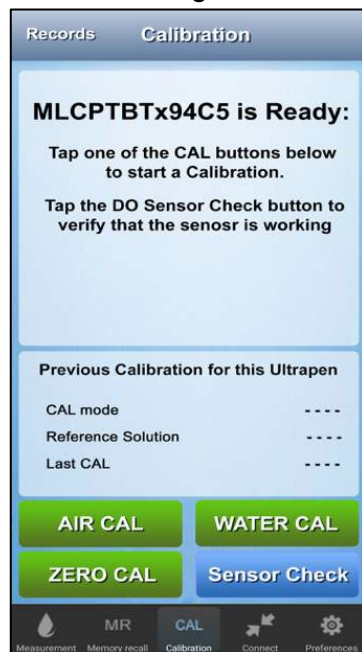 Records Calibration
MLCPTBTx94C5 is Ready:
Tap one of the CAL buttons below
to start a Calibration.
Tap the DO Sensor Check button to
verify that the senosr is working
Previous Calibration for this Ultrapen
CAL mode ----
Reference Solution ----
Last CAL ----
AIR CAL WATER CAL
ZERO CAL Sensor Check
MR CAL
Measurement Memory recall Calibration Connect Preferences